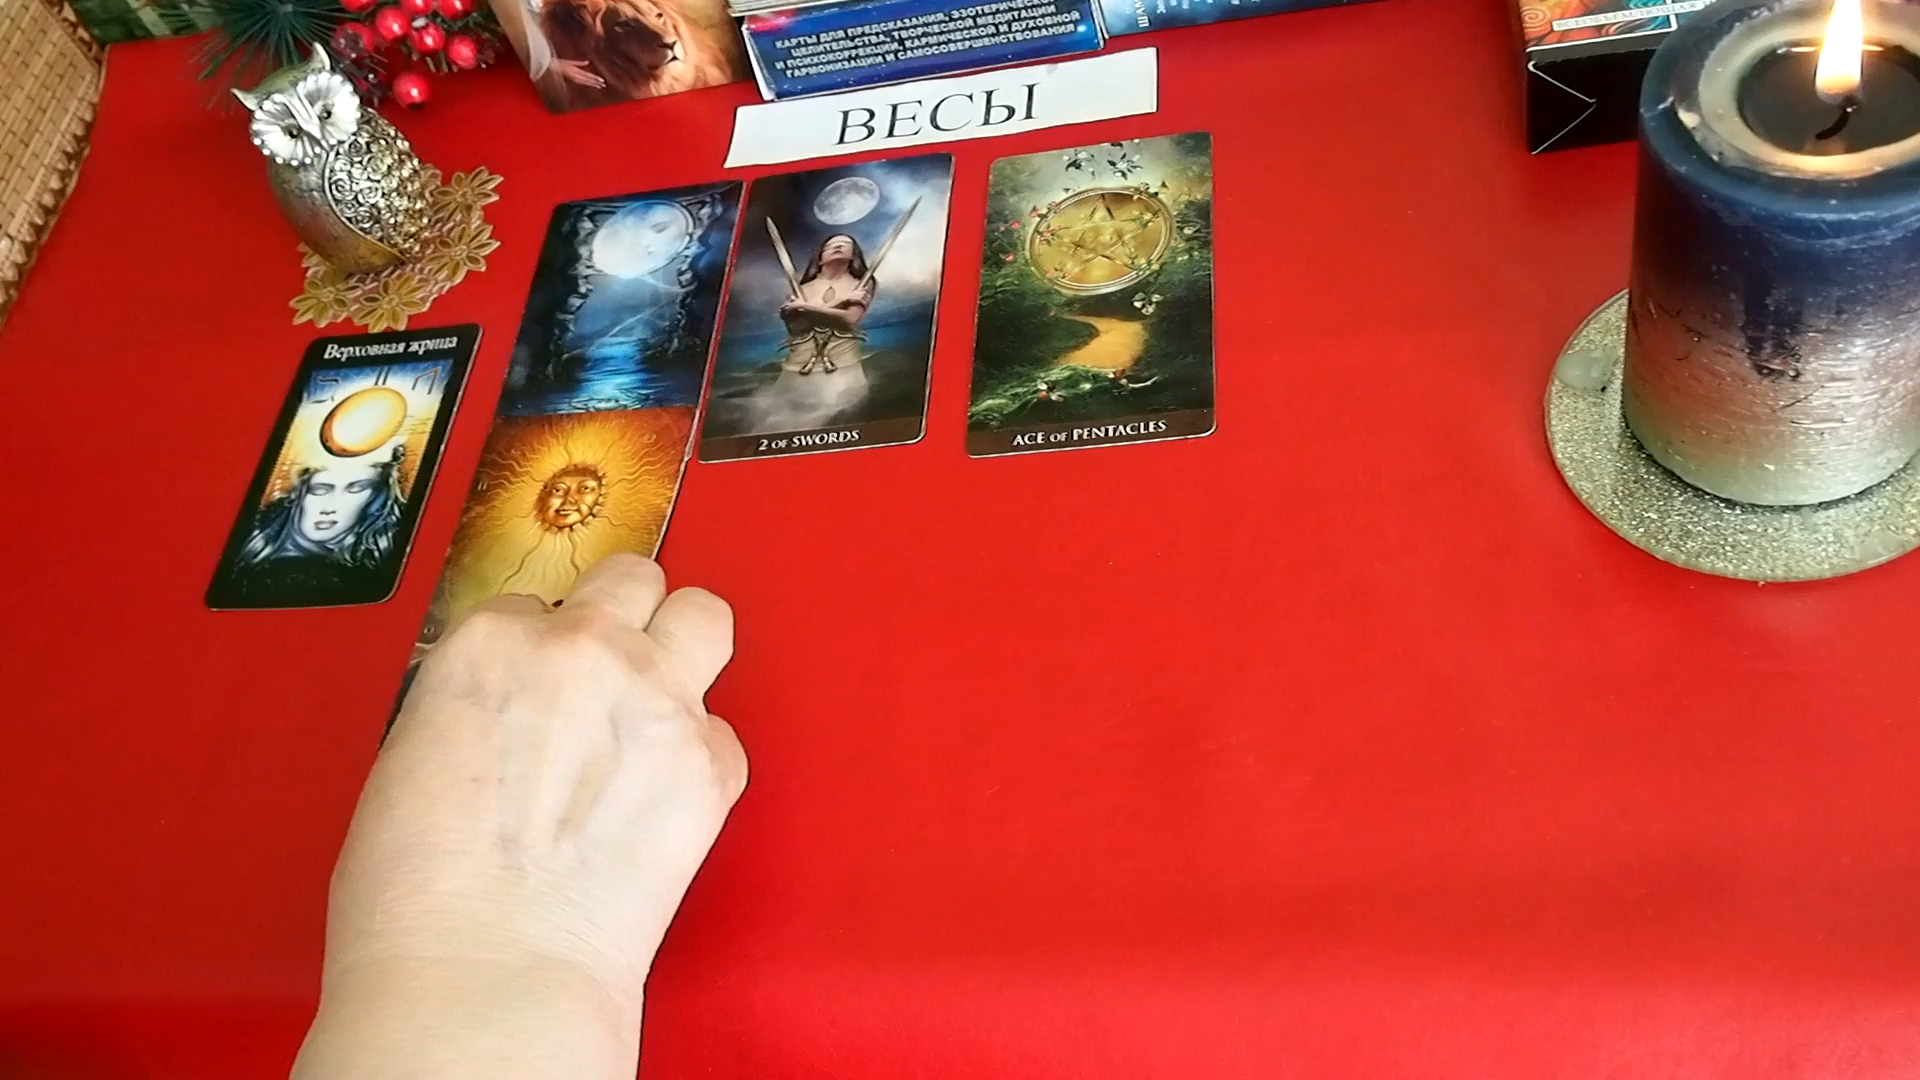 КАРТЫ ДЛЯ ПРЕДСКАЗАНИЯ, ЭЗОТЕРИЧЕСКОЙ
ЦЕЛИТЕЛЬСТВА, ТВОРЧЕСКОЙ МЕДИТАЦИИ
И ПСИХОКОРРЕКЦИИ, КАРМИЧЕСКОЙ И ДУХОВНОЙ
ГАРМОНИЗАЦИИ И САМОСОВЕРШЕНСТВОВАНИЯ
ВЕСЫ
Верховная жрица
2 OF SWORDS
ACE OF PENTACLES